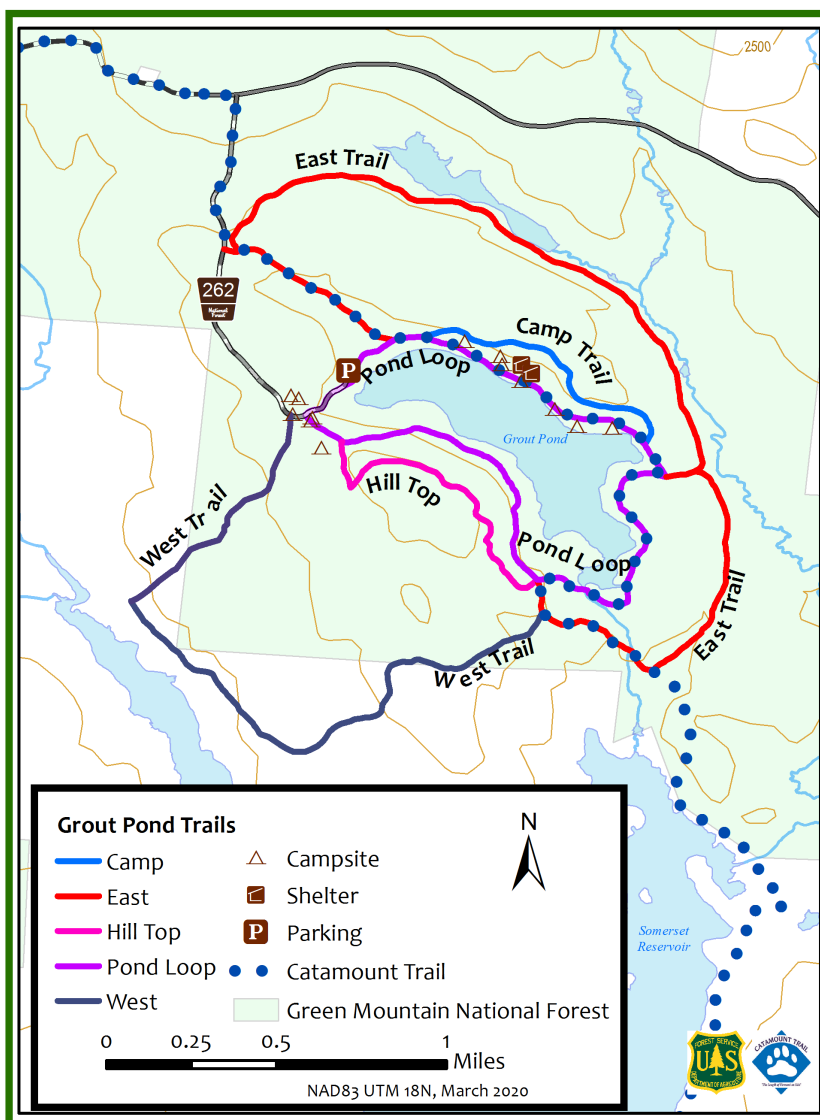 2500
East Trail
262
National
Forest
Camp Trail
P
Pond Loop
Grout Pond
Hill Top
West Trail
Pond Loop
East Trail
West Trail
Somerset
Reservoir
Grout Pond Trails
Camp
East
Hill Top
Pond Loop
West
Campsite
Shelter
P
Parking
Catamount Trail
Green Mountain National Forest
N
0
0.25
0.5
1
Miles
NAD83 UTM 18N, March 2020
FOREST SERVICE
U S
DEPARTMENT OF AGRICULTURE
CATAMOUNT TRAIL